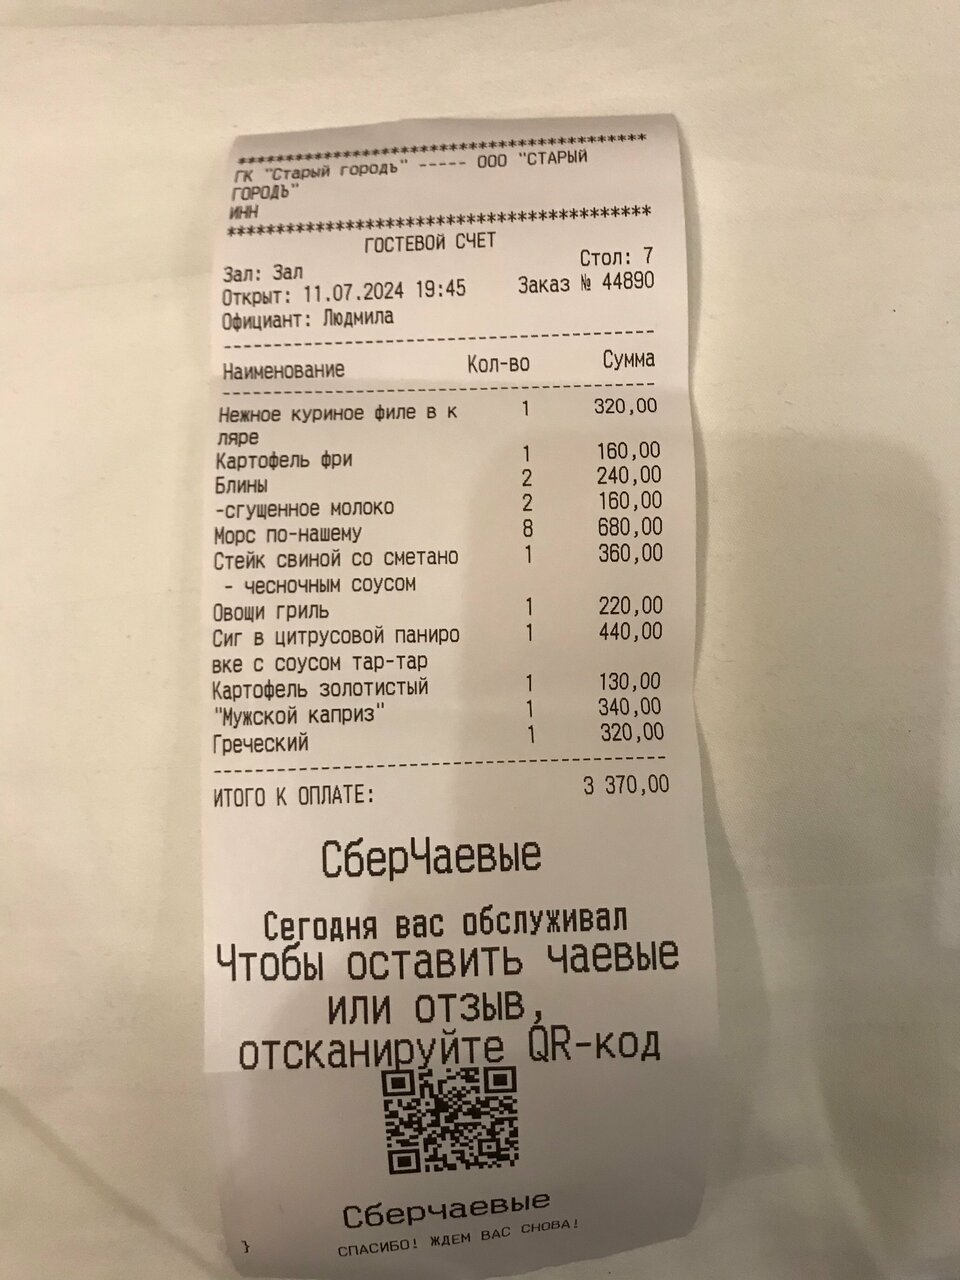 *******************************************
ГК "Старый городъ" ----- ООО "СТАРЫЙ
ГОРОДЪ"
ИНН
*******************************************
ГОСТЕВОЙ СЧЕТ
Зал: Зал Стол: 7
Открыт: 11.07.2024 19:45 Заказ № 44890
Официант: Людмила
-------------------------------------------
Наименование Кол-во Сумма
-------------------------------------------
Нежное куриное филе в к 1 320,00
ляре
Картофель фри 1 160,00
Блины 2 240,00
-сгущенное молоко 2 160,00
Морс по-нашему 8 680,00
Стейк свиной со сметано 1 360,00
- чесночным соусом
Овощи гриль 1 220,00
Сиг в цитрусовой паниро 1 440,00
вке с соусом тар-тар
Картофель золотистый 1 130,00
"Мужской каприз" 1 340,00
Греческий 1 320,00
-------------------------------------------
ИТОГО К ОПЛАТЕ: 3 370,00
СберЧаевые
Сегодня вас обслуживал
Чтобы оставить чаевые
или отзыв,
отсканируйте QR-код
Сберчаевые
} СПАСИБО! ЖДЕМ ВАС СНОВА!